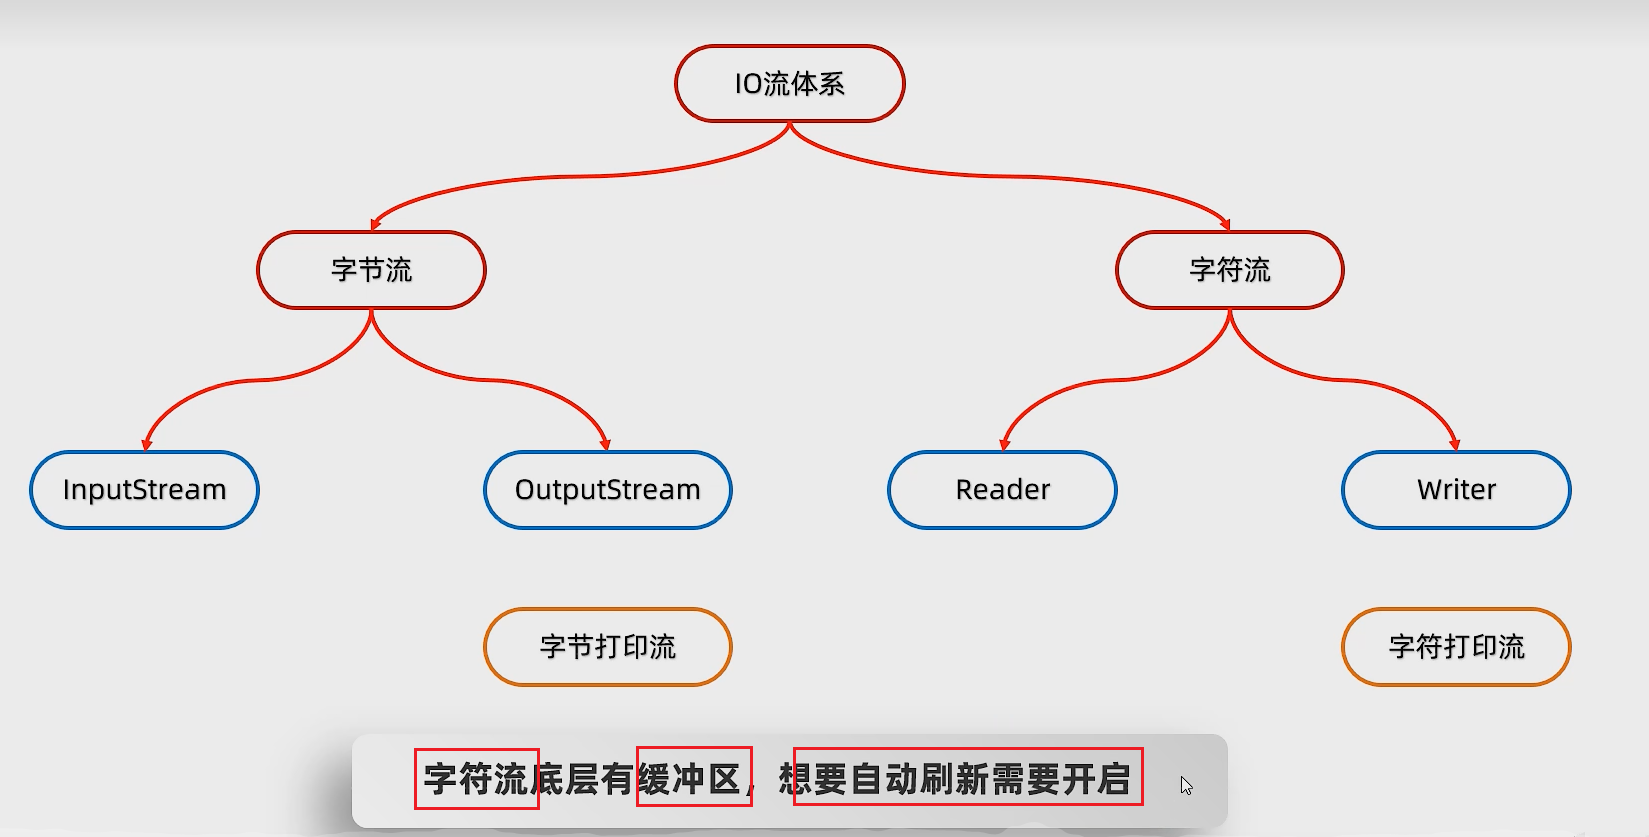 IO流体系
字节流
字符流
InputStream
OutputStream
Reader
Writer
字节打印流
字符打印流
字符流底层有缓冲区，想要自动刷新需要开启